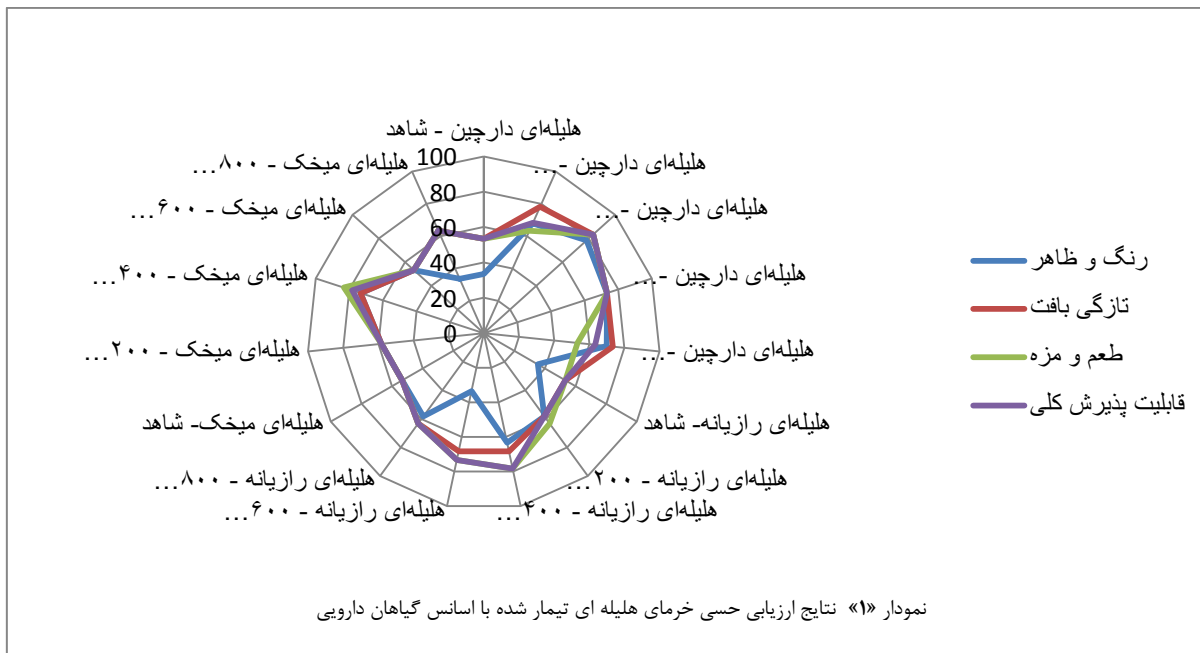 هلیله‌ای دارچین - شاهد
هلیله‌ای دارچین -...
هلیله‌ای دارچین -...
هلیله‌ای دارچین -...
هلیله‌ای دارچین -...
هلیله‌ای رازیانه- شاهد
هلیله‌ای رازیانه - ۲۰۰...
هلیله‌ای رازیانه - ۴۰۰...
هلیله‌ای رازیانه - ۶۰۰...
هلیله‌ای رازیانه - ۸۰۰...
هلیله‌ای میخک- شاهد
هلیله‌ای میخک - ۲۰۰...
هلیله‌ای میخک - ۴۰۰...
هلیله‌ای میخک - ۶۰۰...
هلیله‌ای میخک - ۸۰۰...
100
80
60
40
20
0
رنگ و ظاهر
تازگی بافت
طعم و مزه
قابلیت پذیرش کلی
نمودار «۱» نتایج ارزیابی حسی خرمای هلیله ای تیمار شده با اسانس گیاهان دارویی